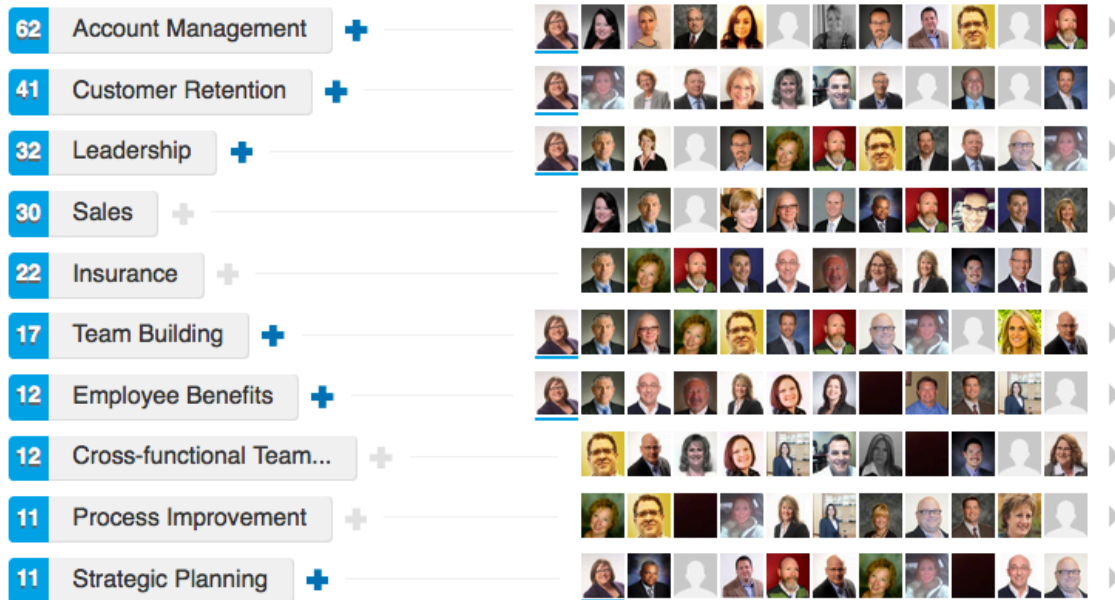 62 Account Management
41 Customer Retention
32 Leadership
30 Sales
22 Insurance
17 Team Building
12 Employee Benefits
12 Cross-functional Team...
11 Process Improvement
11 Strategic Planning